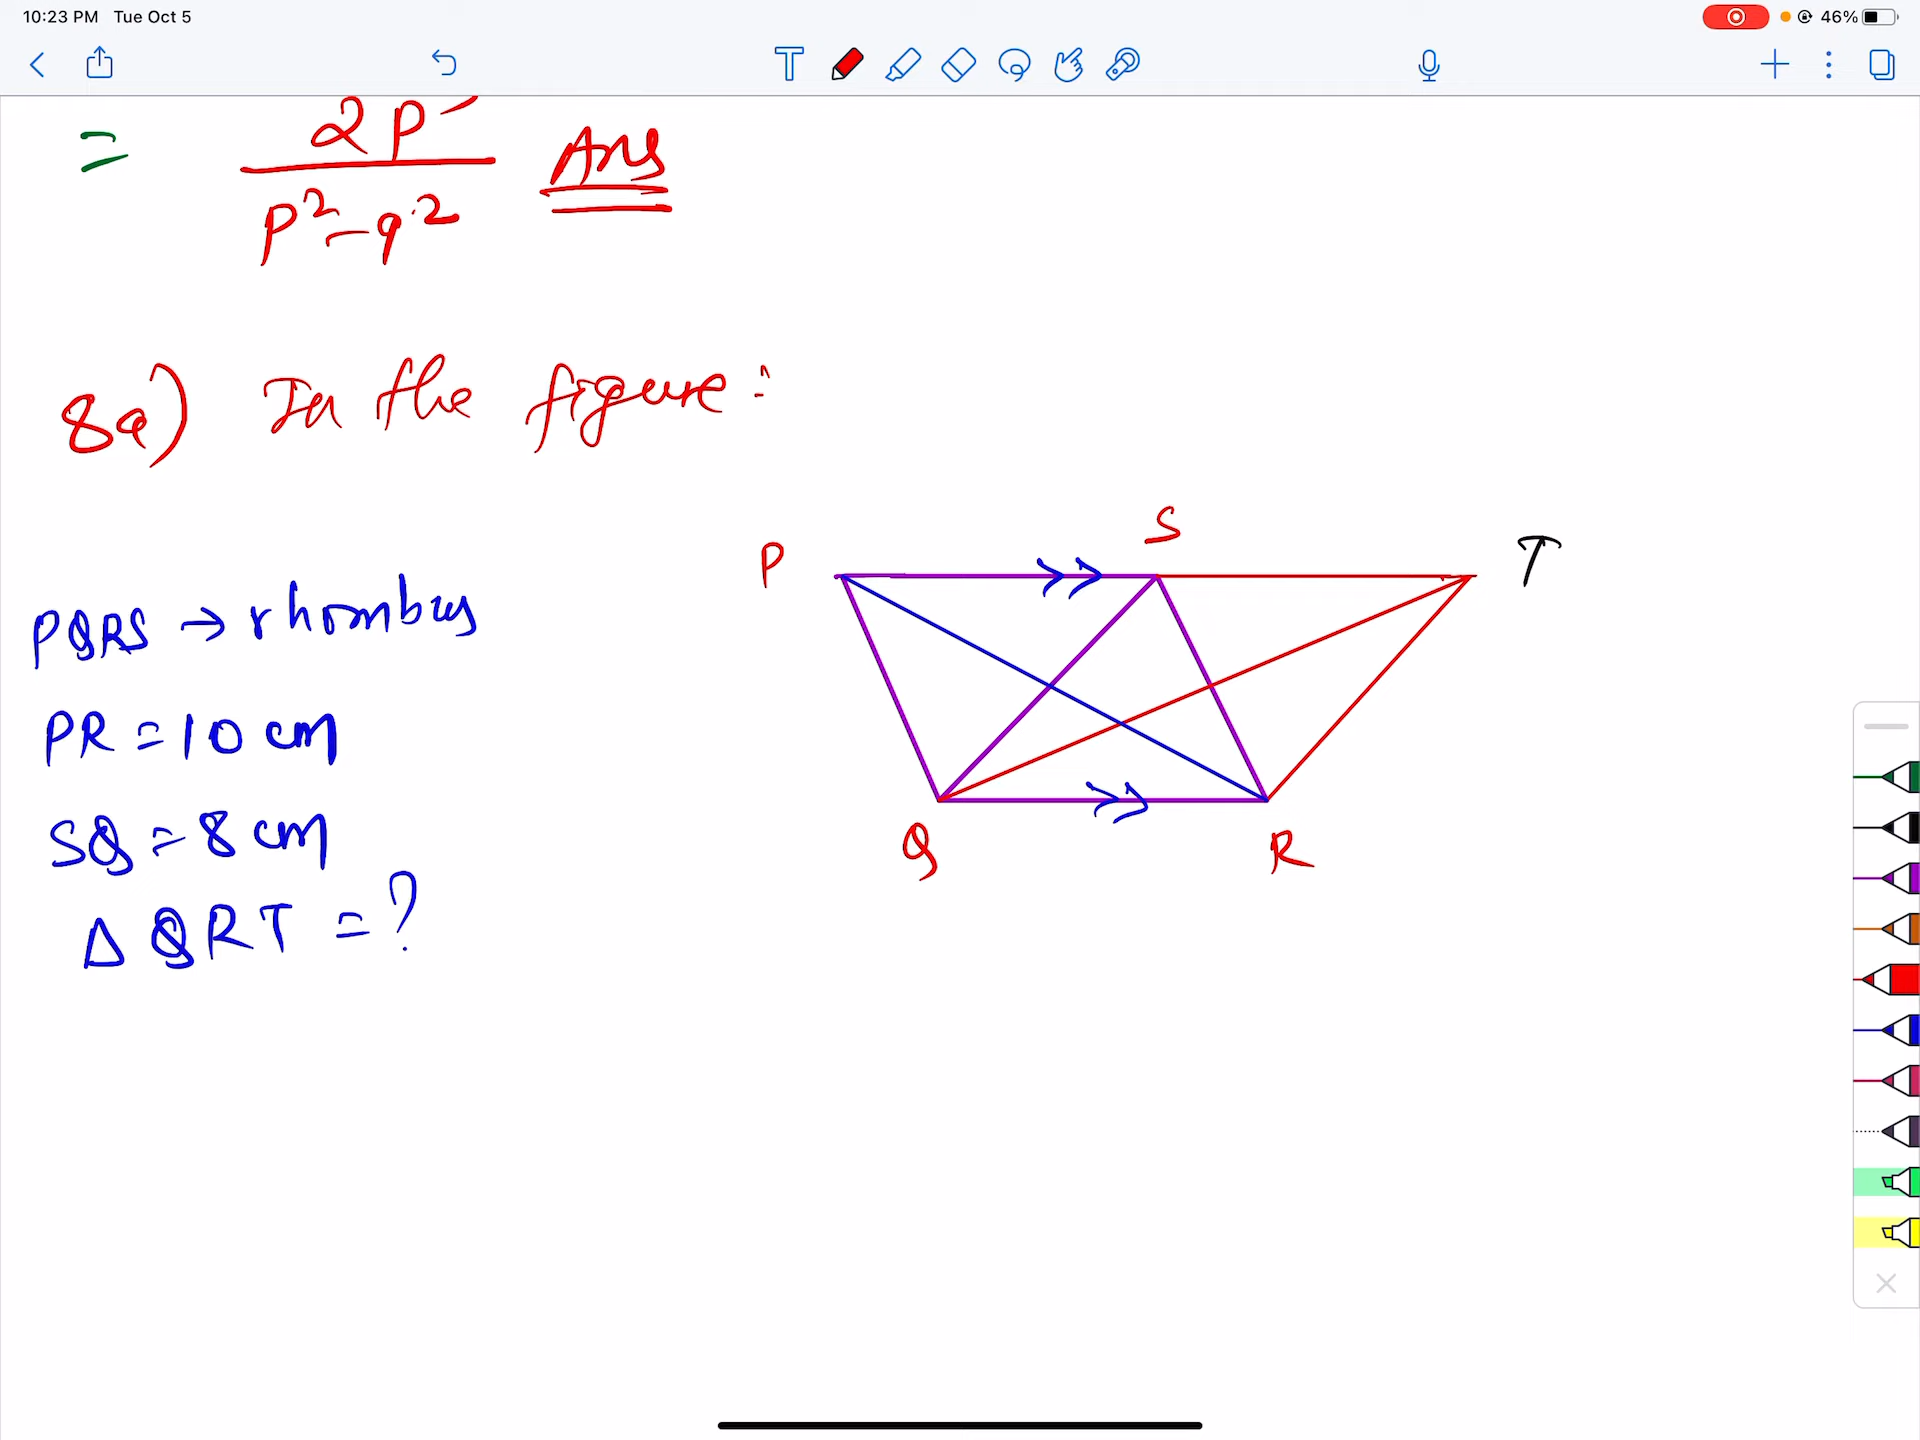 10:23 PM Tue Oct 5
46%
T
=
2p
p²-q²
Ans
8a) In the figure:
P
S
T
PQRS → rhombus
PR = 10 cm
SQ = 8 cm
Q
R
Δ QRT = ?